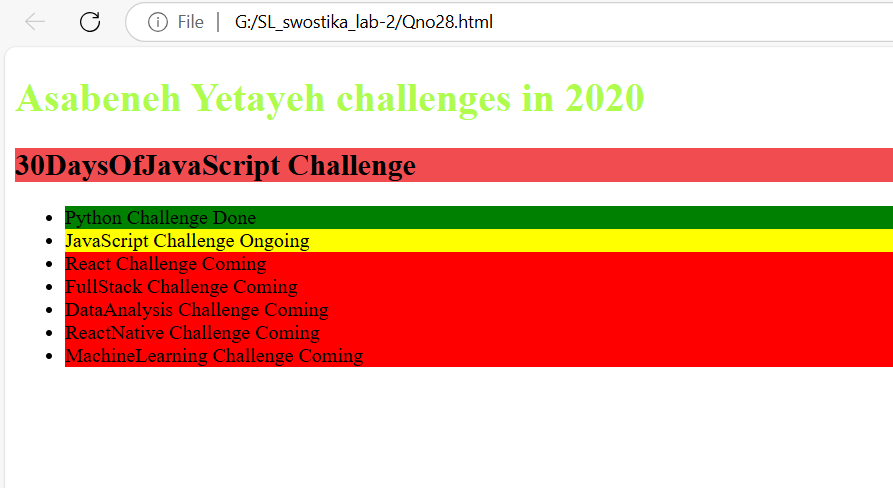 File
G:/SL_swostika_lab-2/Qno28.html
Asabeneh Yetayeh challenges in 2020
30DaysOfJavaScript Challenge
Python Challenge Done
JavaScript Challenge Ongoing
React Challenge Coming
FullStack Challenge Coming
DataAnalysis Challenge Coming
ReactNative Challenge Coming
MachineLearning Challenge Coming